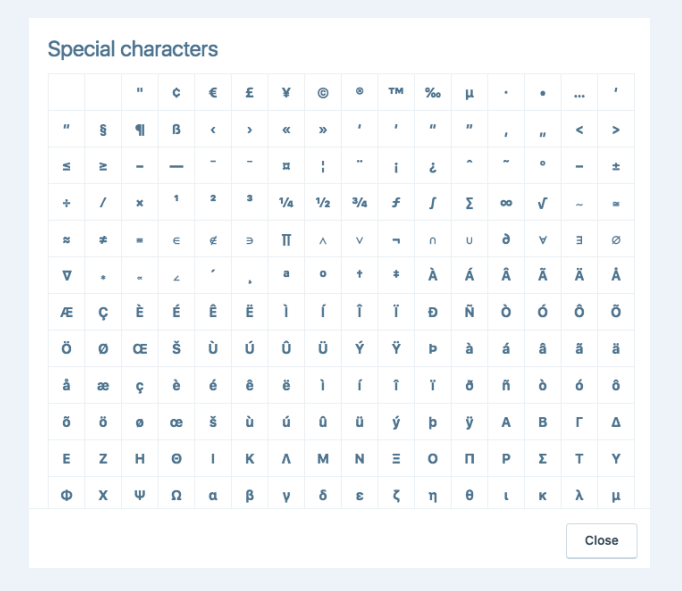 Special characters
" ¢ € £ ¥ © ® ™ ‰ µ · • … ′
″ § ¶ ß ‹ › « » ‘ ’ “ ” ‚ „ < >
≤ ≥ – — ¯ ‾ ¤ ¦ ¨ ¡ ¿ ˆ ˜ ° − ±
÷ ⁄ × ¹ ² ³ ¼ ½ ¾ ƒ ∫ ∑ ∞ √ ∼ ≅
≈ ≠ ≡ ∈ ∉ ∋ ∏ ∧ ∨ ¬ ∩ ∪ ∂ ∀ ∃ ∅
∇ ∗ ∝ ∠ ´ ¸ ª º † ‡ À Á Â Ã Ä Å
Æ Ç È É Ê Ë Ì Í Î Ï Ð Ñ Ò Ó Ô Õ
Ö Ø Œ Š Ù Ú Û Ü Ý Ÿ Þ à á â ã ä
å æ ç è é ê ë ì í î ï ð ñ ò ó ô
õ ö ø œ š ù ú û ü ý þ ÿ Α Β Γ Δ
Ε Ζ Η Θ Ι Κ Λ Μ Ν Ξ Ο Π Ρ Σ Τ Υ
Φ Χ Ψ Ω α β γ δ ε ζ η θ ι κ λ μ
Close